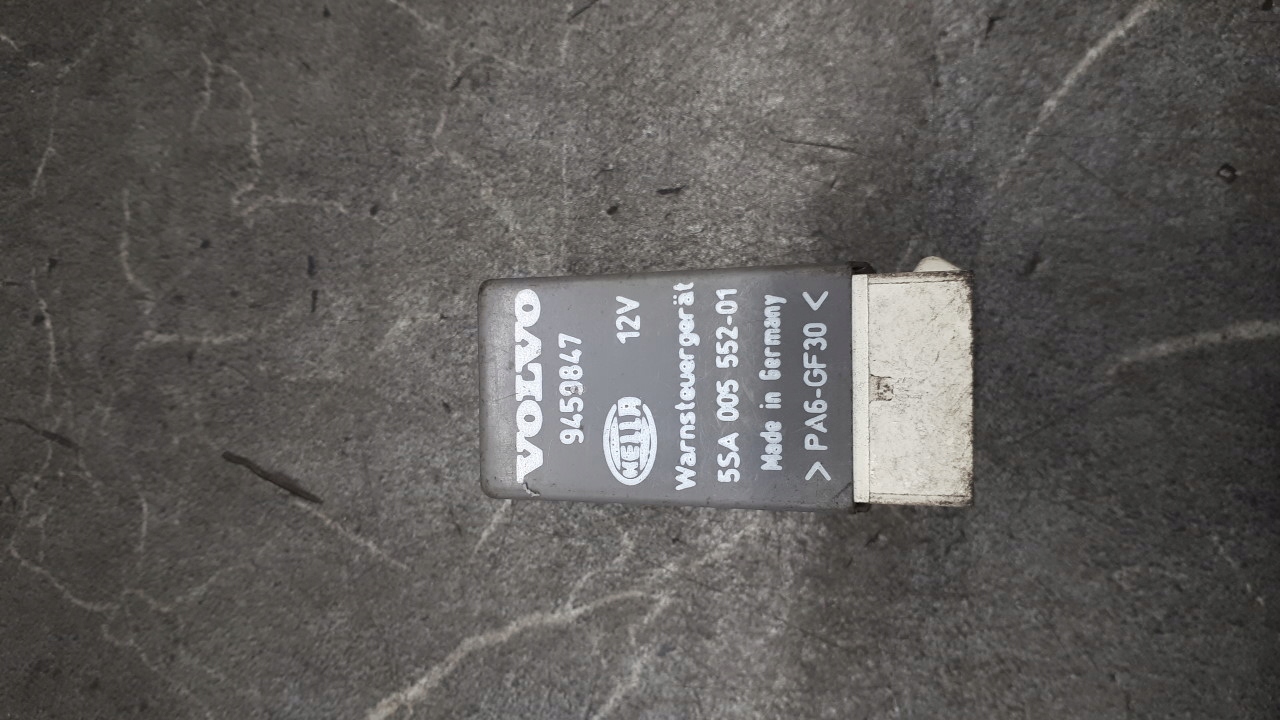 VOLVO
9459847
HELLA 12V
Warnsteuergerät
5SA 005 552-01
Made in Germany
> PA6-GF30 <